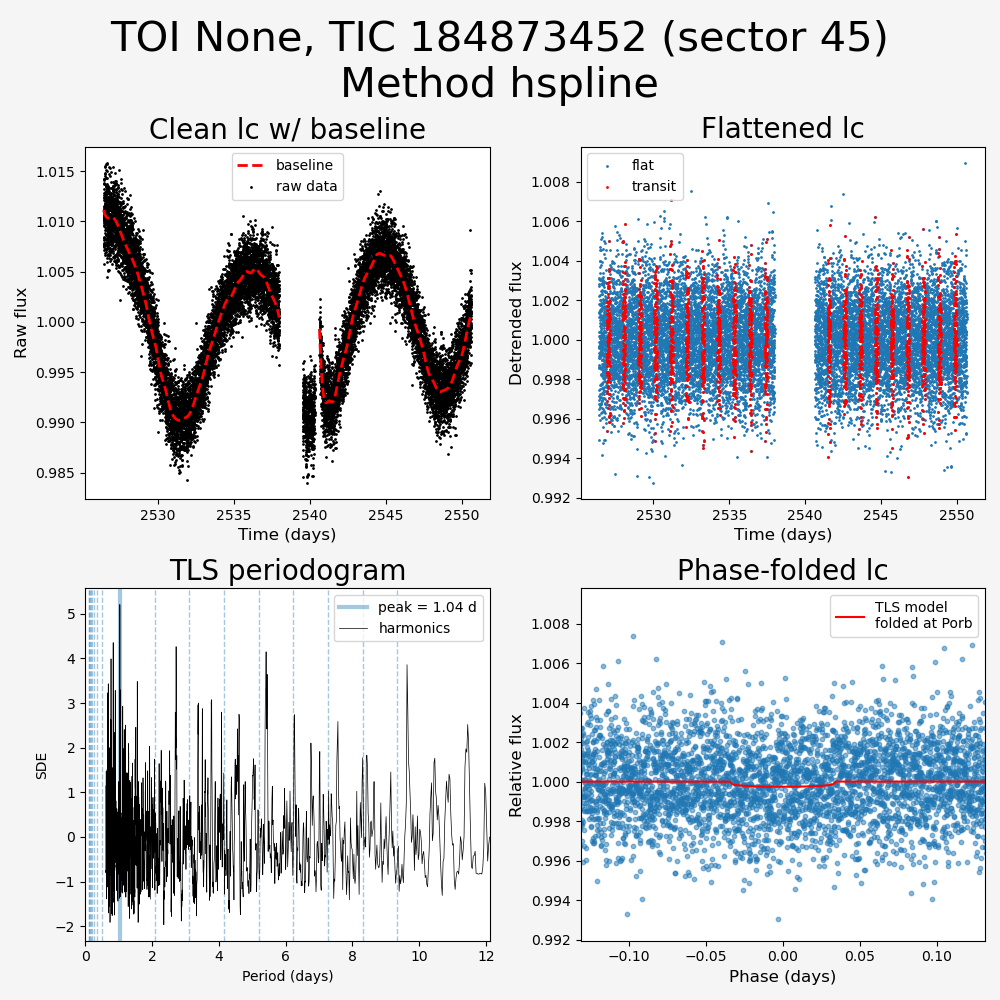 TOI None, TIC 184873452 (sector 45)
Method hspline
Clean lc w/ baseline
baseline
raw data
Raw flux
1.015
1.010
1.005
1.000
0.995
0.990
0.985
2530
2535
2540
2545
2550
Time (days)
Flattened lc
flat
transit
Detrended flux
1.008
1.006
1.004
1.002
1.000
0.998
0.996
0.994
0.992
2530
2535
2540
2545
2550
Time (days)
TLS periodogram
peak = 1.04 d
harmonics
SDE
5
4
3
2
1
0
−1
−2
0
2
4
6
8
10
12
Period (days)
Phase-folded lc
TLS model
folded at Porb
Relative flux
1.008
1.006
1.004
1.002
1.000
0.998
0.996
0.994
0.992
−0.10
−0.05
0.00
0.05
0.10
Phase (days)